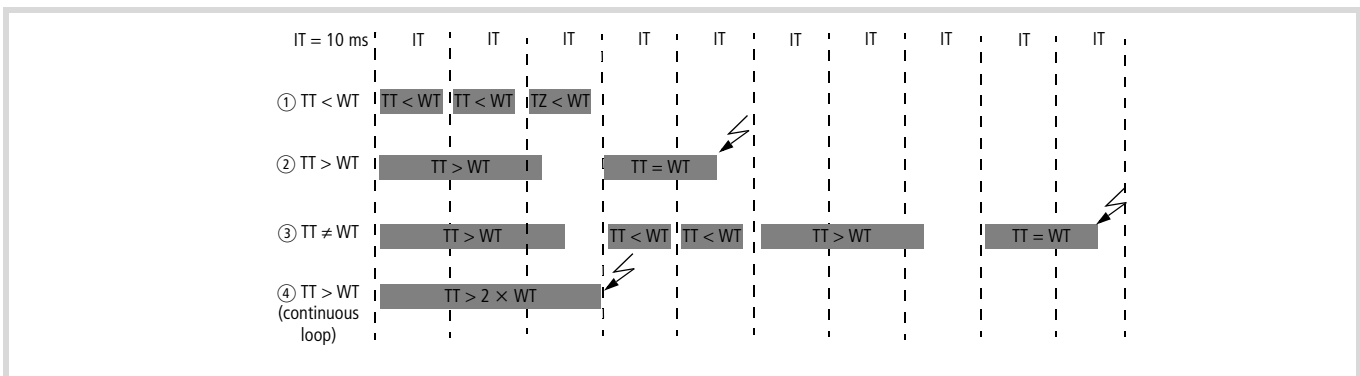 IT = 10 ms IT IT IT IT IT IT IT IT IT IT
① TT < WT TT < WT TT < WT TZ < WT
② TT > WT TT > WT TT = WT
③ TT ≠ WT TT > WT TT < WT TT < WT TT > WT TT = WT
④ TT > WT TT > 2 × WT
(continuous
loop)